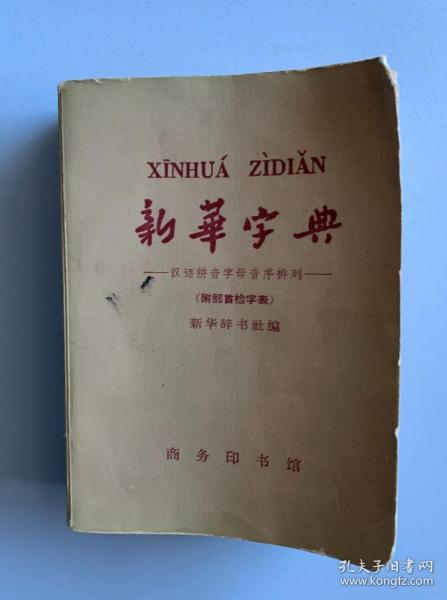 XĪNHUÁ ZÌDIǍN
新華字典
——汉语拼音字母音序排列——
（附部首检字表）
新华辞书社编
商务印书馆
孔夫子旧书网
www.kongfz.com